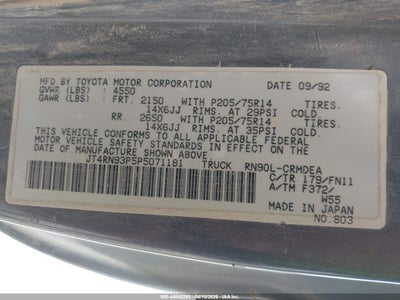 MFD.BY TOYOTA MOTOR CORPORATION DATE 09/92
GVWR (LBS): 4550
GAWR (LBS): FRT. 2150 WITH P205/75R14 TIRES.
14X6JJ RIMS. AT 29PSI COLD.
RR. 2650 WITH P205/75R14 TIRES.
14X6JJ RIMS. AT 35PSI COLD.
THIS VEHICLE CONFORMS TO ALL APPLICABLE FEDERAL
MOTOR VEHICLE SAFETY STANDARDS IN EFFECT ON
THE DATE OF MANUFACTURE SHOWN ABOVE.
JT4RN93P5P5071181 TRUCK RN90L-CRMDEA
C/TR 179/FN11
A/TM F372/
W55
MADE IN JAPAN
NO.803